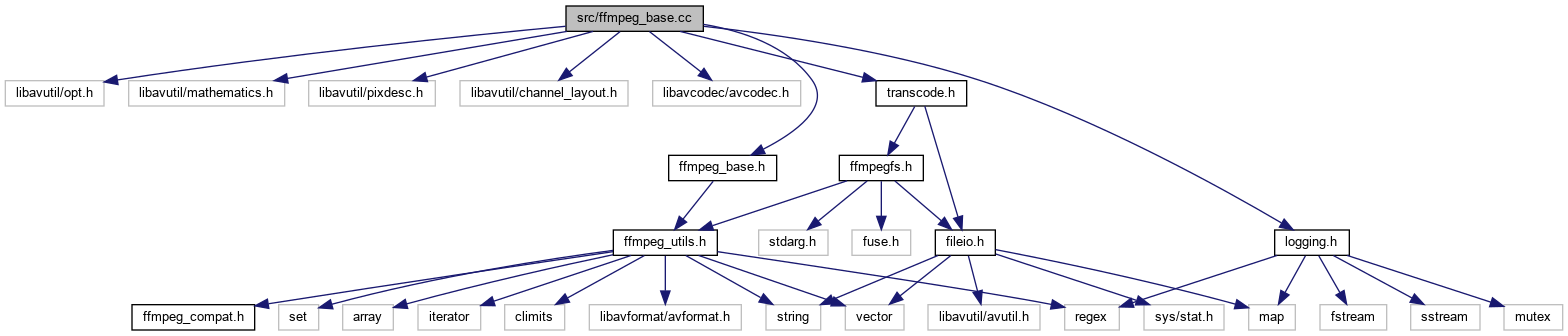 src/ffmpeg_base.cc
libavutil/opt.h
libavutil/mathematics.h
libavutil/pixdesc.h
libavutil/channel_layout.h
libavcodec/avcodec.h
transcode.h
ffmpeg_base.h
ffmpegfs.h
ffmpeg_utils.h
stdarg.h
fuse.h
fileio.h
logging.h
ffmpeg_compat.h
set
array
iterator
climits
libavformat/avformat.h
string
vector
libavutil/avutil.h
regex
sys/stat.h
map
fstream
sstream
mutex